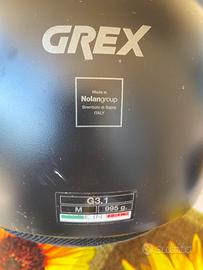 GREX
Made in
Nolangroup
Brembate di Sopra
ITALY
G3.1
M 995 g.